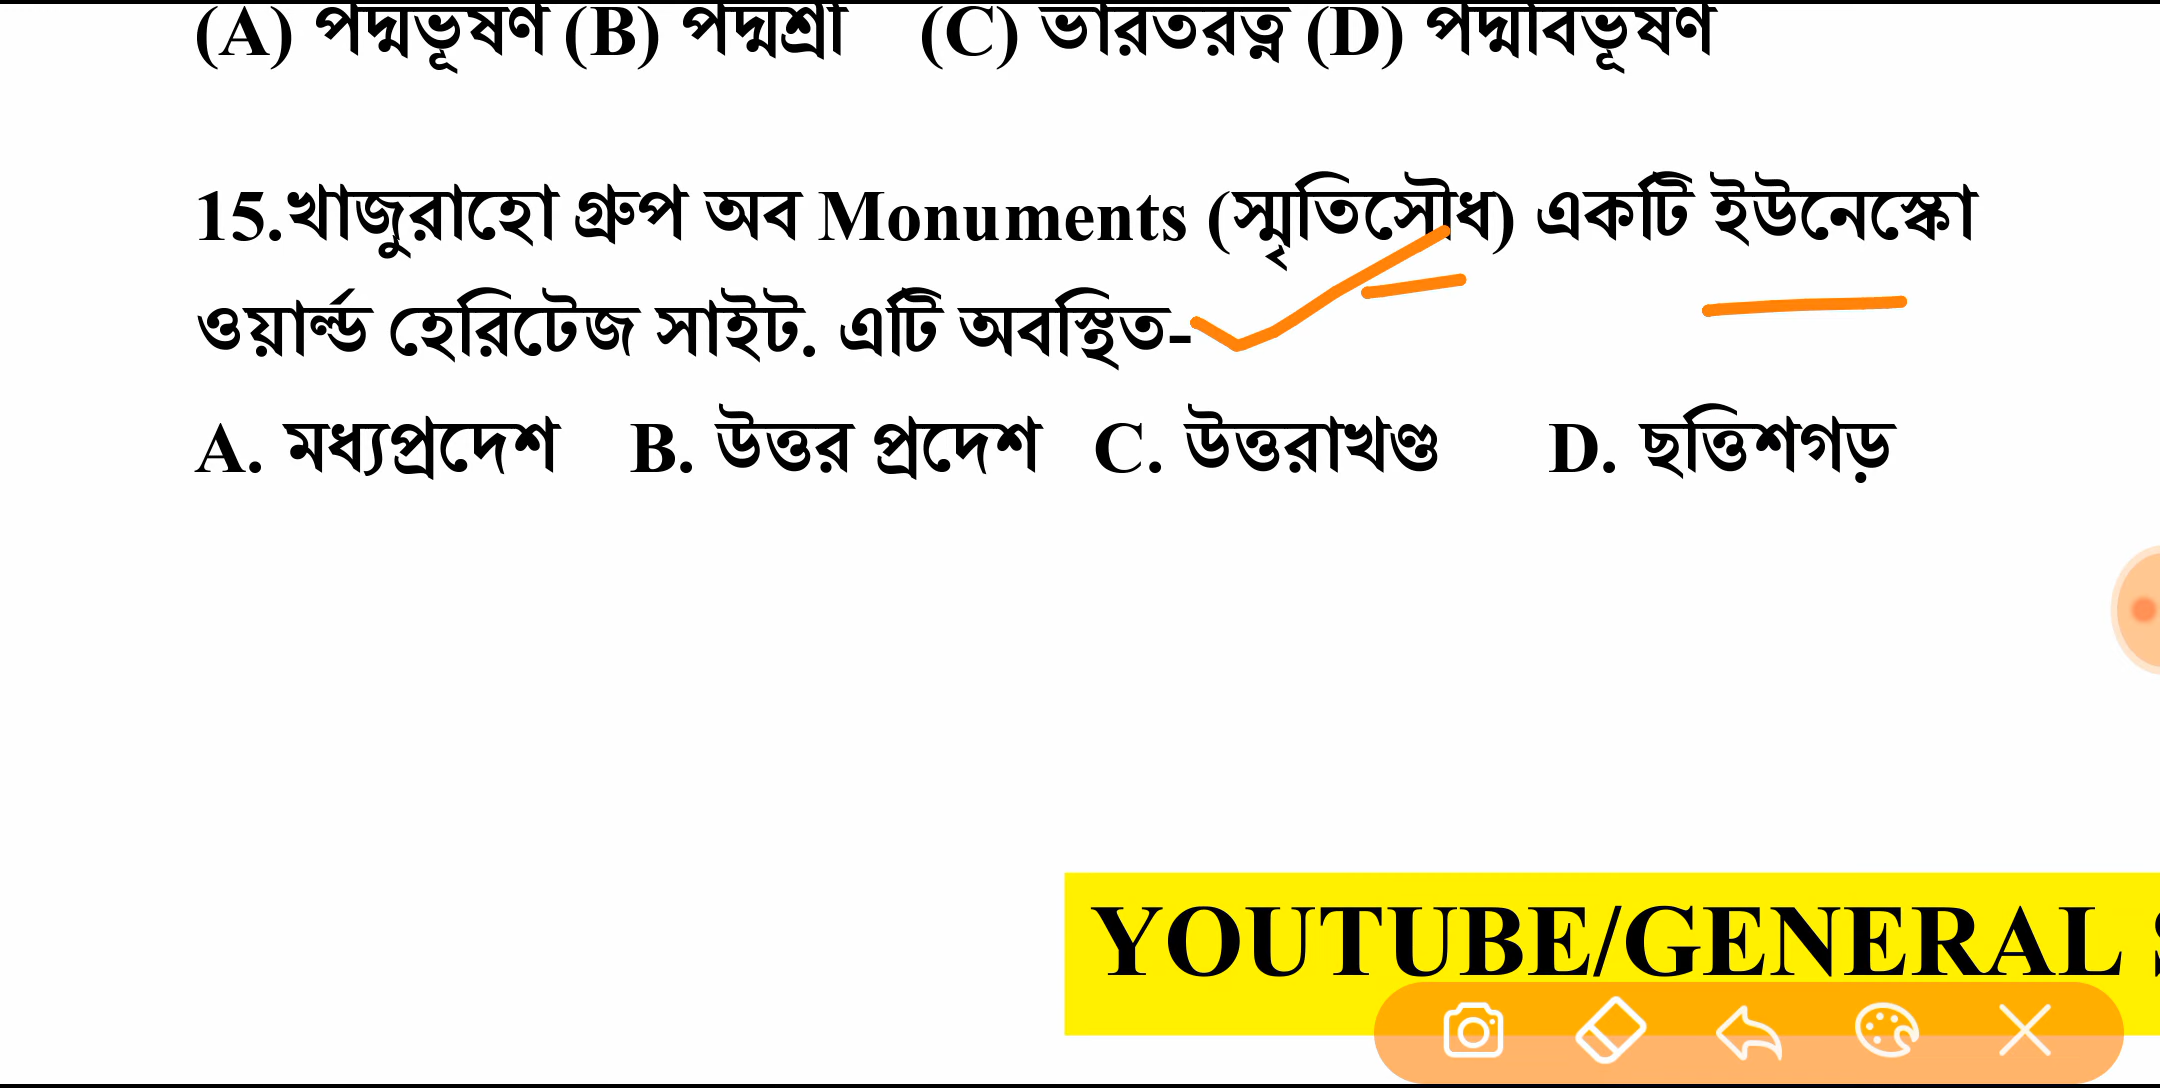 (A) পদ্মভূষণ (B) পদ্মশ্রী (C) ভারতরত্ন (D) পদ্মবিভূষণ
15.খাজুরাহো গ্রুপ অব Monuments (স্মৃতিসৌধ) একটি ইউনেস্কো
ওয়ার্ল্ড হেরিটেজ সাইট. এটি অবস্থিত-
A. মধ্যপ্রদেশ B. উত্তর প্রদেশ C. উত্তরাখণ্ড D. ছত্তিশগড়
YOUTUBE/GENERAL